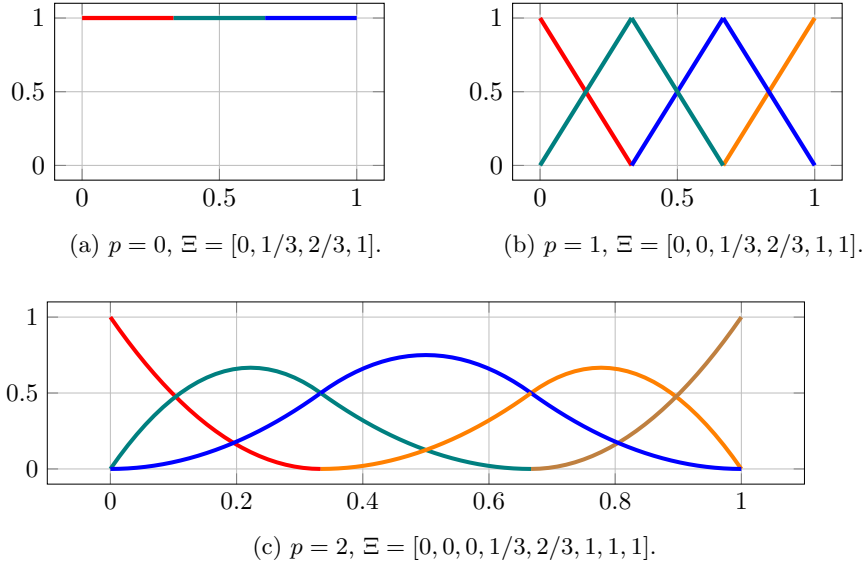 1
0.5
0
0 0.5 1
(a) p = 0, Ξ = [0, 1/3, 2/3, 1].
1
0.5
0
0 0.5 1
(b) p = 1, Ξ = [0, 0, 1/3, 2/3, 1, 1].
1
0.5
0
0 0.2 0.4 0.6 0.8 1
(c) p = 2, Ξ = [0, 0, 0, 1/3, 2/3, 1, 1, 1].